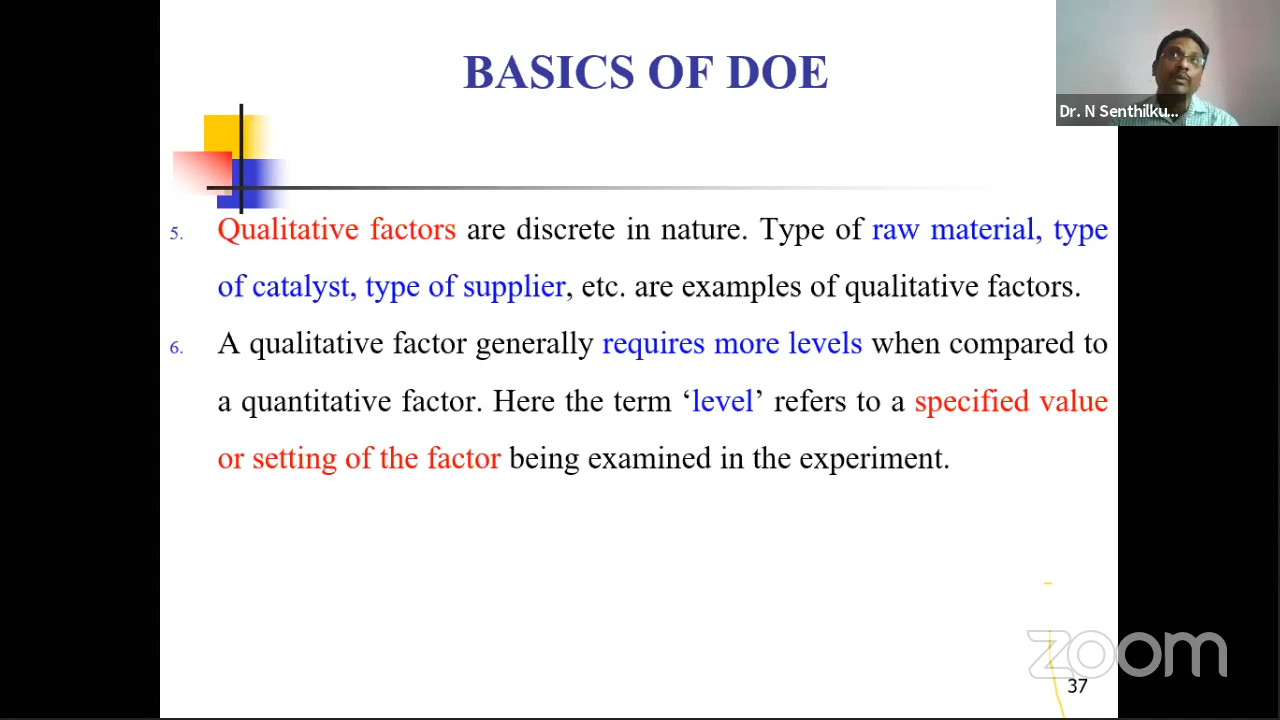 BASICS OF DOE
Dr. N Senthilku...
5. Qualitative factors are discrete in nature. Type of raw material, type
of catalyst, type of supplier, etc. are examples of qualitative factors.
6. A qualitative factor generally requires more levels when compared to
a quantitative factor. Here the term ‘level’ refers to a specified value
or setting of the factor being examined in the experiment.
zoom
37